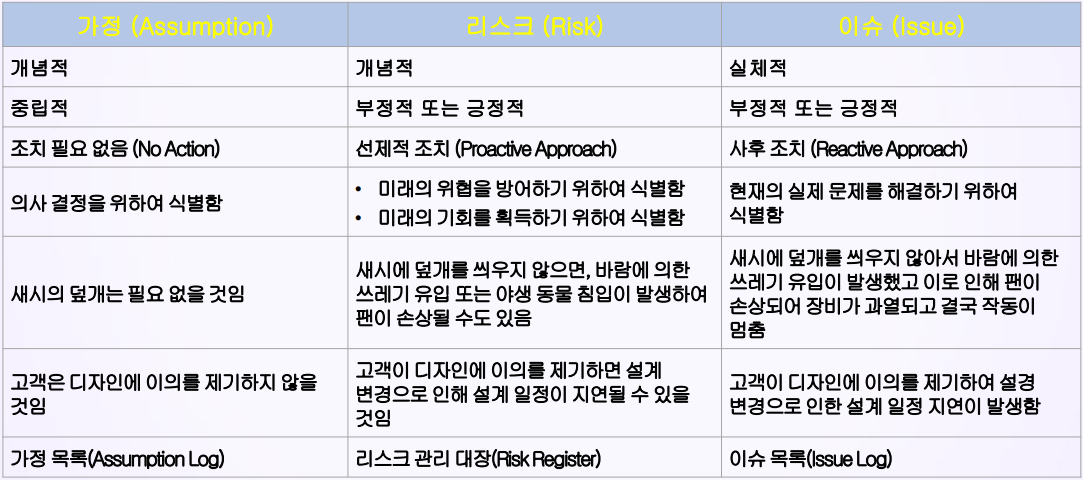 가정 (Assumption)
리스크 (Risk)
이슈 (Issue)
개념적
개념적
실체적
중립적
부정적 또는 긍정적
부정적 또는 긍정적
조치 필요 없음 (No Action)
선제적 조치 (Proactive Approach)
사후 조치 (Reactive Approach)
의사 결정을 위하여 식별함
• 미래의 위협을 방어하기 위하여 식별함
• 미래의 기회를 획득하기 위하여 식별함
현재의 실제 문제를 해결하기 위하여
식별함
새시의 덮개는 필요 없을 것임
새시에 덮개를 씌우지 않으면, 바람에 의한
쓰레기 유입 또는 야생 동물 침입이 발생하여
팬이 손상될 수도 있음
새시에 덮개를 씌우지 않아서 바람에 의한
쓰레기 유입이 발생했고 이로 인해 팬이
손상되어 장비가 과열되고 결국 작동이
멈춤
고객은 디자인에 이의를 제기하지 않을
것임
고객이 디자인에 이의를 제기하면 설계
변경으로 인해 설계 일정이 지연될 수 있을
것임
고객이 디자인에 이의를 제기하여 설경
변경으로 인한 설계 일정 지연이 발생함
가정 목록(Assumption Log)
리스크 관리 대장(Risk Register)
이슈 목록(Issue Log)